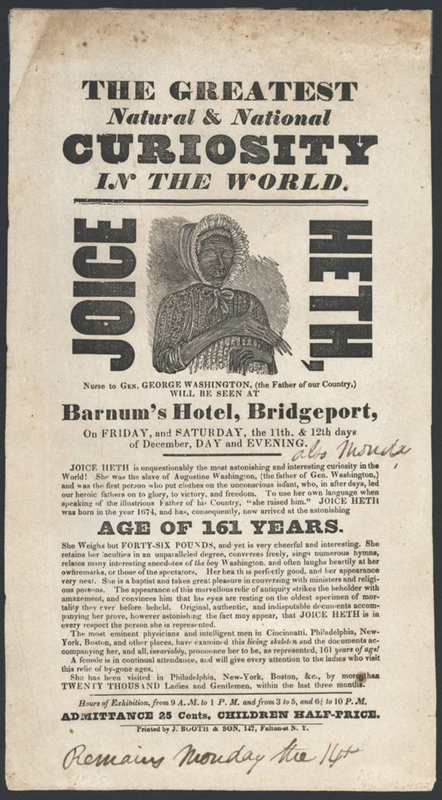 THE GREATEST
Natural & National
CURIOSITY
IN THE WORLD.
JOICE
HETH,
Nurse to GEN. GEORGE WASHINGTON, (the Father of our Country,)
WILL BE SEEN AT
Barnum's Hotel, Bridgeport,
On FRIDAY, and SATURDAY, the 11th. & 12th days
of December, DAY and EVENING.
also Monday
JOICE HETH is unquestionably the most astonishing and interesting curiosity in the
World! She was the slave of Augustine Washington, (the father of Gen. Washington,)
and was the first person who put clothes on the unconscious infant, who, in after days, led
our heroic fathers on to glory, to victory, and freedom. To use her own language when
speaking of the illustrious Father of his Country, "she raised him." JOICE HETH
was born in the year 1674, and has, consequently, now arrived at the astonishing
AGE OF 161 YEARS.
She Weighs but FORTY-SIX POUNDS, and yet is very cheerful and interesting. She
retains her faculties in an unparalleled degree, converses freely, sings numerous hymns,
relates many interesting anecdotes of the boy Washington, and often laughs heartily at her
own remarks, or those of the spectators. Her health is perfectly good, and her appearance
very neat. She is a baptist and takes great pleasure in conversing with ministers and religi-
ous persons. The appearance of this marvellous relic of antiquity strikes the beholder with
amazement, and convinces him that his eyes are resting on the oldest specimen of mor-
tality they ever before beheld. Original, authentic, and indisputable documents accom-
panying her prove, however astonishing the fact may appear, that JOICE HETH is in
every respect the person she is represented.
The most eminent physicians and intelligent men in Cincinnati, Philadelphia, New-
York, Boston, and other places, have examined this living skeleton and the documents ac-
companying her, and all, invariably, pronounce her to be, as represented, 161 years of age!
A female is in continual attendance, and will give every attention to the ladies who visit
this relic of by-gone ages.
She has been visited in Philadelphia, New-York, Boston, &c., by more than
TWENTY THOUSAND Ladies and Gentlemen, within the last three months.
Hours of Exhibition, from 9 A. M. to 1 P. M. and from 3 to 5, and 6½ to 10 P. M.
ADMITTANCE 25 Cents, CHILDREN HALF-PRICE.
Printed by J. BOOTH & SON, 147, Fulton-st N. Y.
Remains Monday the 14th